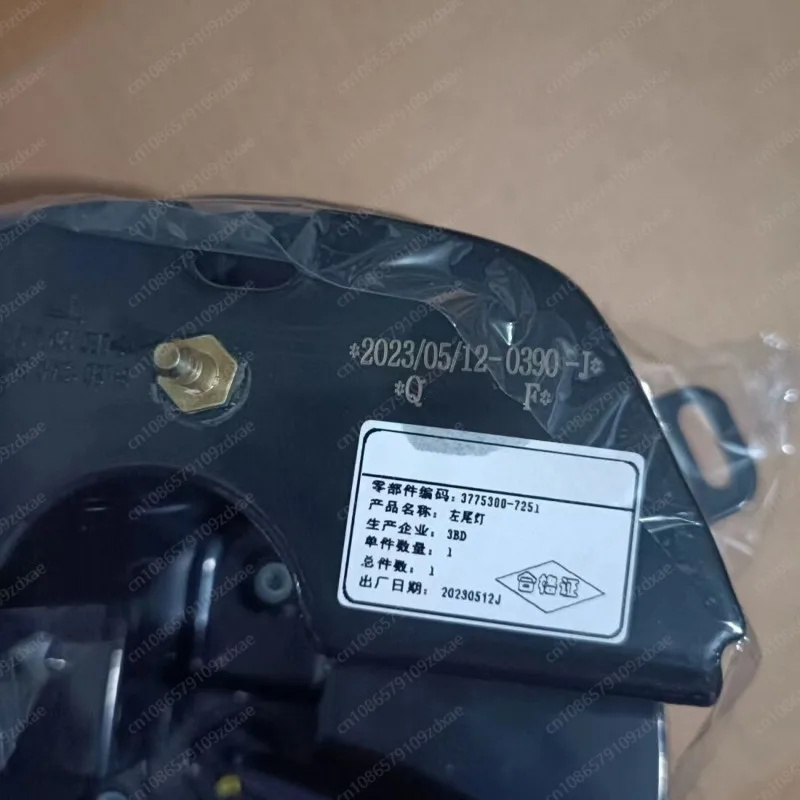 *2023/05/12-0390-J*
*Q F*
零部件编码：3775300-7251
产品名称：左尾灯
生产企业：3BD
单件数量：1
总件数：1
出厂日期：20230512J
合格证
cn1086579109zdxae